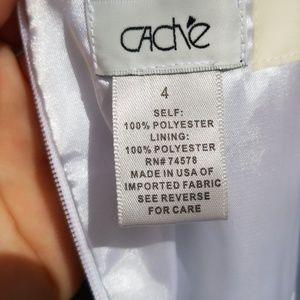 CACHé
4
SELF:
100% POLYESTER
LINING:
100% POLYESTER
RN# 74578
MADE IN USA OF
IMPORTED FABRIC
SEE REVERSE
FOR CARE